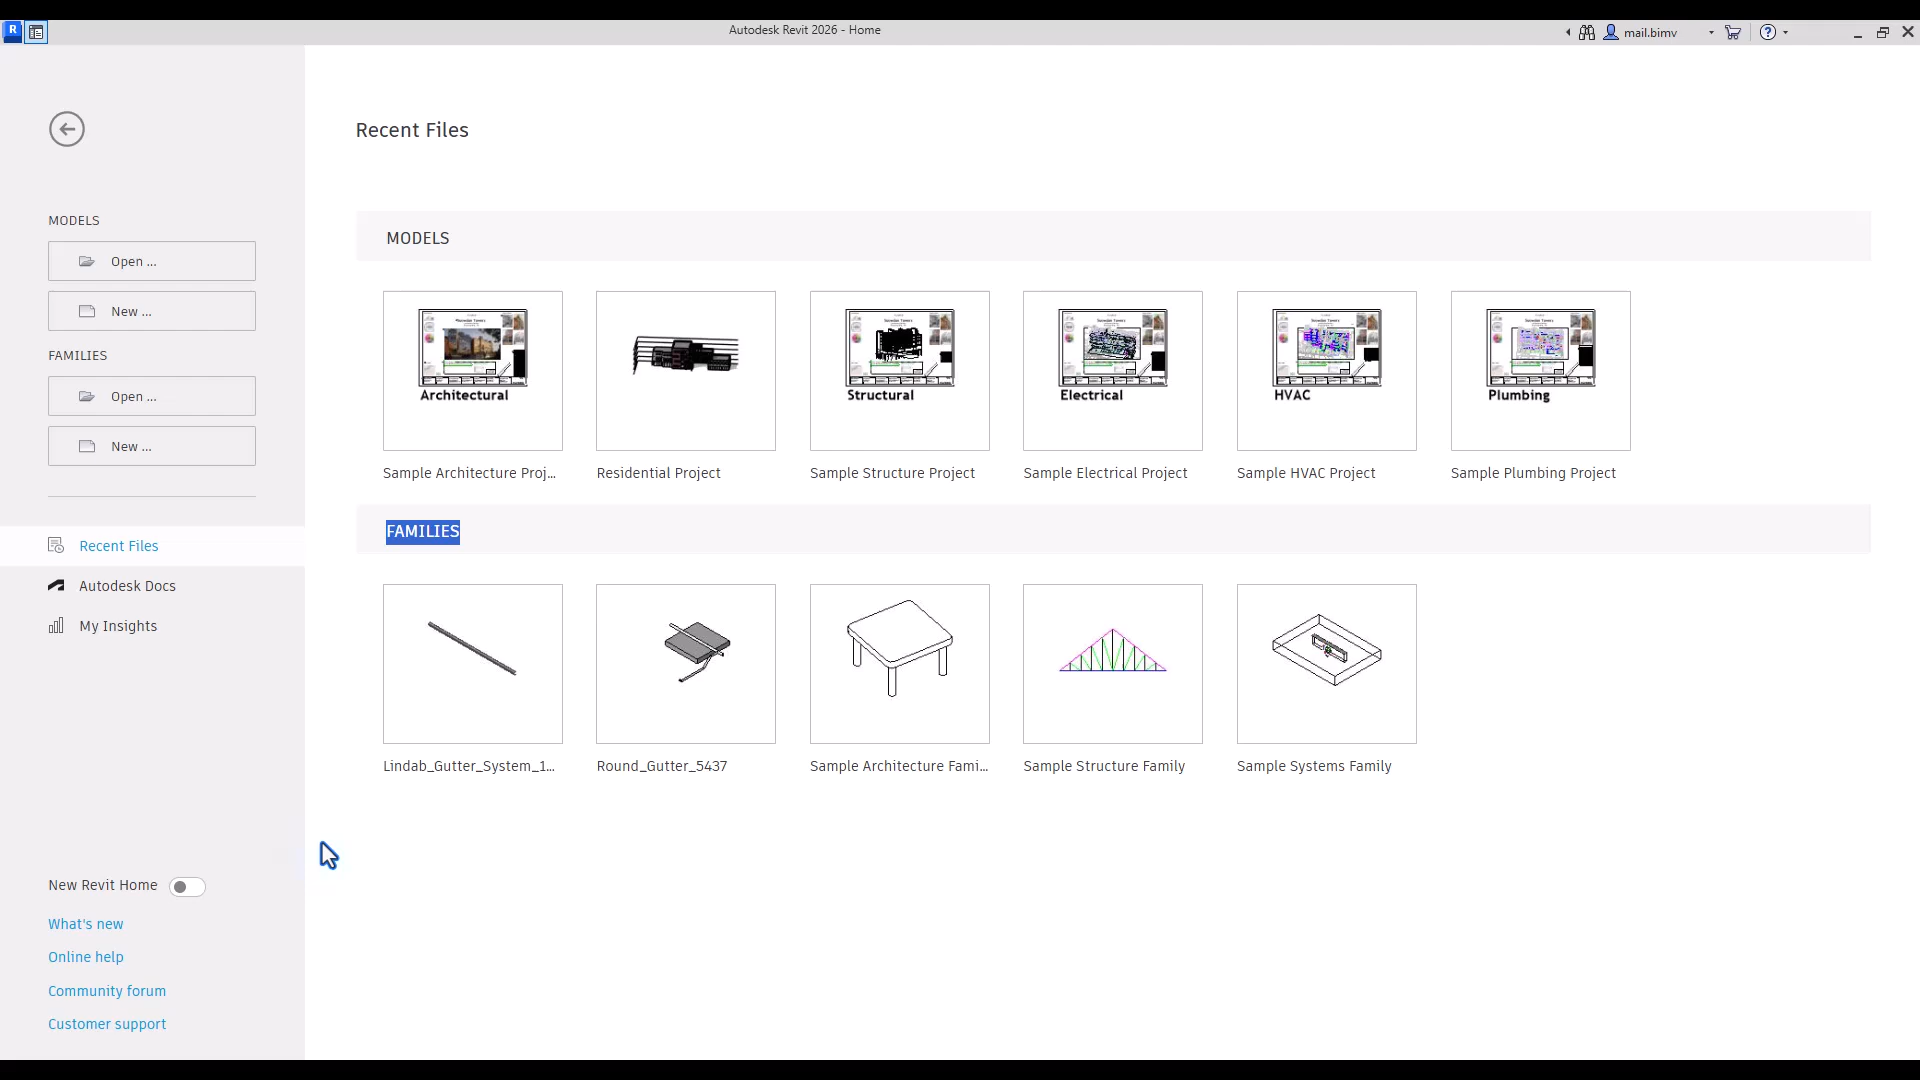 R
Autodesk Revit 2026 - Home
mail.bimv
?
Recent Files
MODELS
Open ...
New ...
FAMILIES
Open ...
New ...
Recent Files
Autodesk Docs
My Insights
New Revit Home
What's new
Online help
Community forum
Customer support
MODELS
Architectural
Structural
Electrical
HVAC
Plumbing
Sample Architecture Proj...
Residential Project
Sample Structure Project
Sample Electrical Project
Sample HVAC Project
Sample Plumbing Project
FAMILIES
Lindab_Gutter_System_1...
Round_Gutter_5437
Sample Architecture Fami...
Sample Structure Family
Sample Systems Family